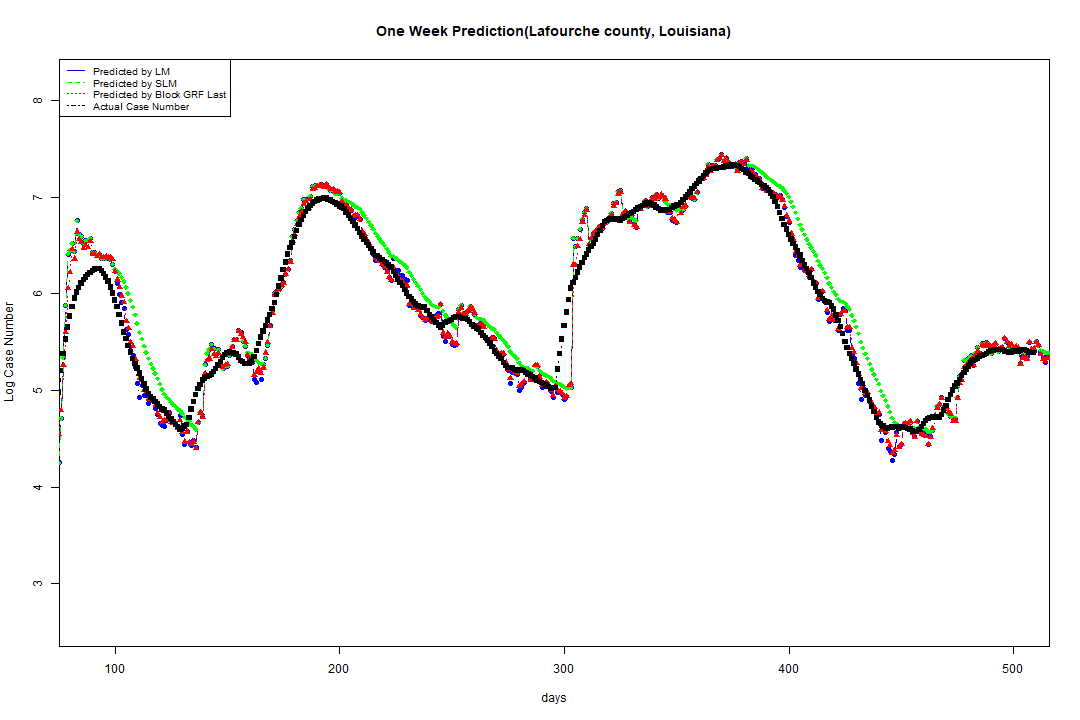 One Week Prediction(Lafourche county, Louisiana)
Predicted by LM
Predicted by SLM
Predicted by Block GRF Last
Actual Case Number
8
7
6
5
4
3
Log Case Number
100 200 300 400 500
days